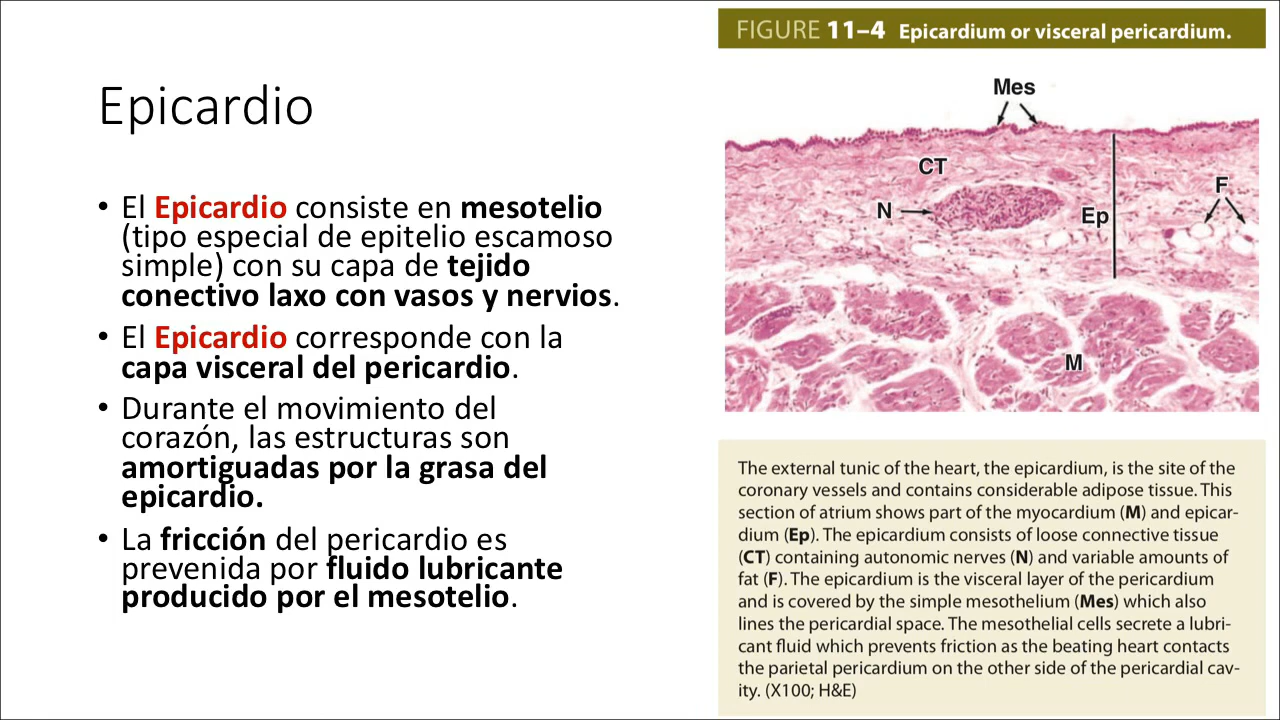 Epicardio
• El Epicardio consiste en mesotelio
(tipo especial de epitelio escamoso
simple) con su capa de tejido
conectivo laxo con vasos y nervios.
• El Epicardio corresponde con la
capa visceral del pericardio.
• Durante el movimiento del
corazón, las estructuras son
amortiguadas por la grasa del
epicardio.
• La fricción del pericardio es
prevenida por fluido lubricante
producido por el mesotelio.
FIGURE 11–4 Epicardium or visceral pericardium.
Mes
CT
F
N
Ep
M
The external tunic of the heart, the epicardium, is the site of the
coronary vessels and contains considerable adipose tissue. This
section of atrium shows part of the myocardium (M) and epicar-
dium (Ep). The epicardium consists of loose connective tissue
(CT) containing autonomic nerves (N) and variable amounts of
fat (F). The epicardium is the visceral layer of the pericardium
and is covered by the simple mesothelium (Mes) which also
lines the pericardial space. The mesothelial cells secrete a lubri-
cant fluid which prevents friction as the beating heart contacts
the parietal pericardium on the other side of the pericardial cav-
ity. (X100; H&E)